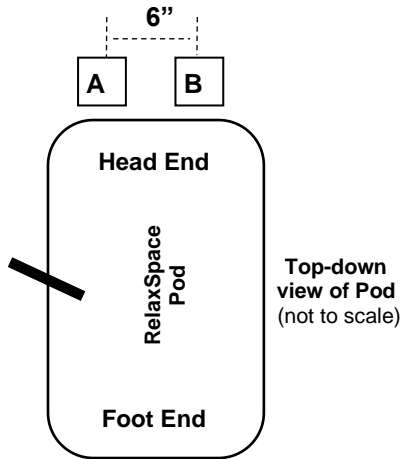 6”
A
B
Head End
RelaxSpace
Pod
Top-down
view of Pod
(not to scale)
Foot End